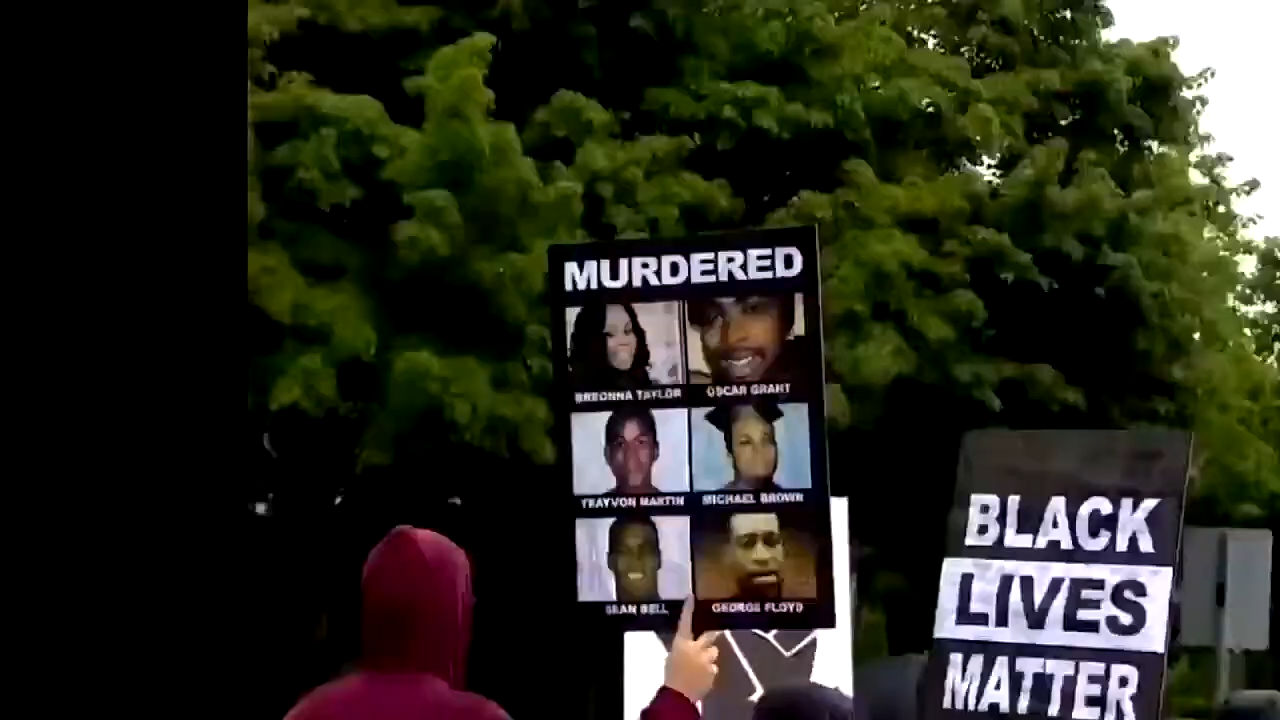 MURDERED
BREONNA TAYLOR
OSCAR GRANT
TRAYVON MARTIN
MICHAEL BROWN
SEAN BELL
GEORGE FLOYD
BLACK
LIVES
MATTER